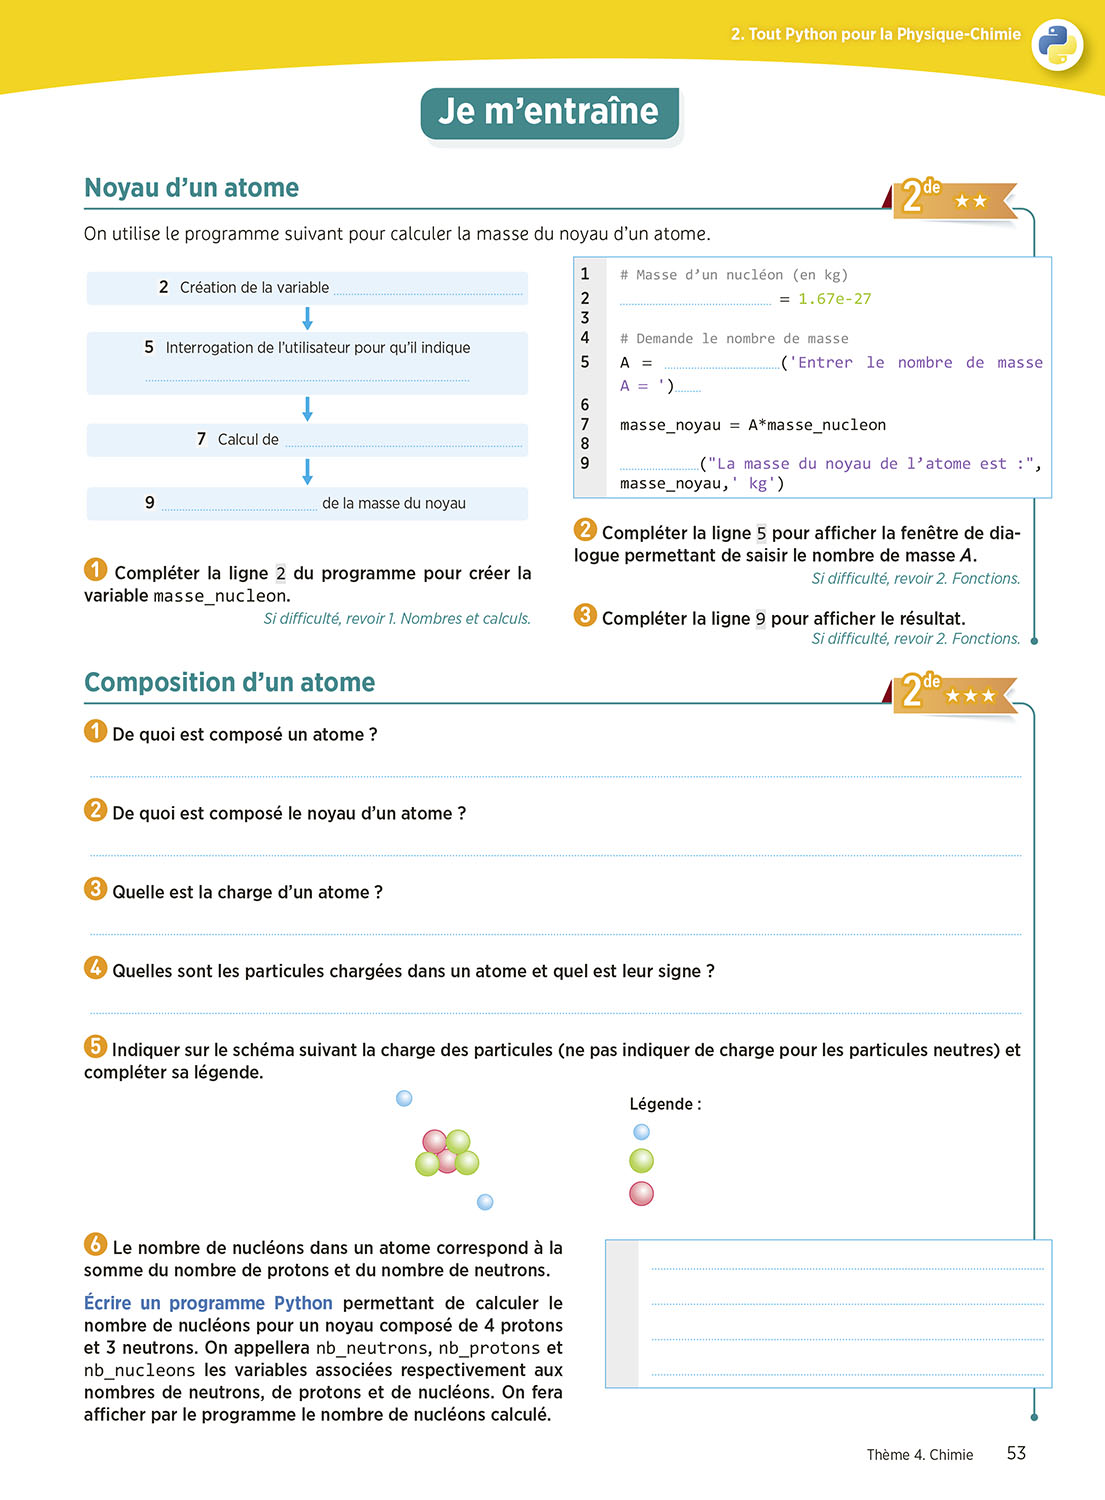 2. Tout Python pour la Physique-Chimie
Je m'entraîne
Noyau d'un atome
2de
On utilise le programme suivant pour calculer la masse du noyau d'un atome.
2 Création de la variable
5 Interrogation de l'utilisateur pour qu'il indique
7 Calcul de
9 de la masse du noyau
1 Compléter la ligne 2 du programme pour créer la
variable masse_nucleon.
Si difficulté, revoir 1. Nombres et calculs.
1 # Masse d'un nucléon (en kg)
2 = 1.67e-27
3
4 # Demande le nombre de masse
5 A = ('Entrer le nombre de masse
A = ')
6
7 masse_noyau = A*masse_nucleon
8
9 ("La masse du noyau de l'atome est :",
masse_noyau,' kg')
2 Compléter la ligne 5 pour afficher la fenêtre de dia-
logue permettant de saisir le nombre de masse A.
Si difficulté, revoir 2. Fonctions.
3 Compléter la ligne 9 pour afficher le résultat.
Si difficulté, revoir 2. Fonctions.
Composition d'un atome
2de
1 De quoi est composé un atome ?
2 De quoi est composé le noyau d'un atome ?
3 Quelle est la charge d'un atome ?
4 Quelles sont les particules chargées dans un atome et quel est leur signe ?
5 Indiquer sur le schéma suivant la charge des particules (ne pas indiquer de charge pour les particules neutres) et
compléter sa légende.
Légende :
6 Le nombre de nucléons dans un atome correspond à la
somme du nombre de protons et du nombre de neutrons.
Écrire un programme Python permettant de calculer le
nombre de nucléons pour un noyau composé de 4 protons
et 3 neutrons. On appellera nb_neutrons, nb_protons et
nb_nucleons les variables associées respectivement aux
nombres de neutrons, de protons et de nucléons. On fera
afficher par le programme le nombre de nucléons calculé.
Thème 4. Chimie 53